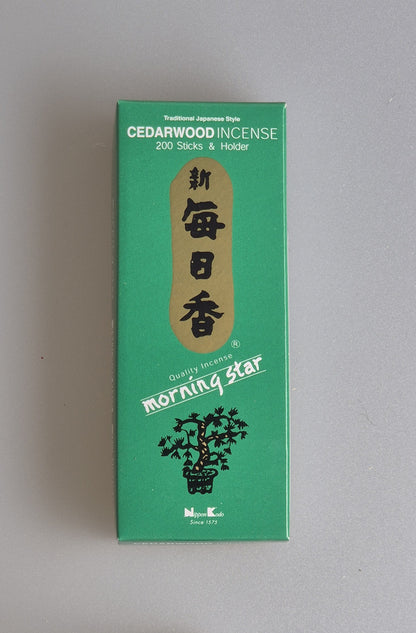 Traditional Japanese Style
CEDARWOOD INCENSE
200 Sticks & Holder
新
毎
日
香
®
Quality Incense
morning star
Nippon Kodo
Since 1575